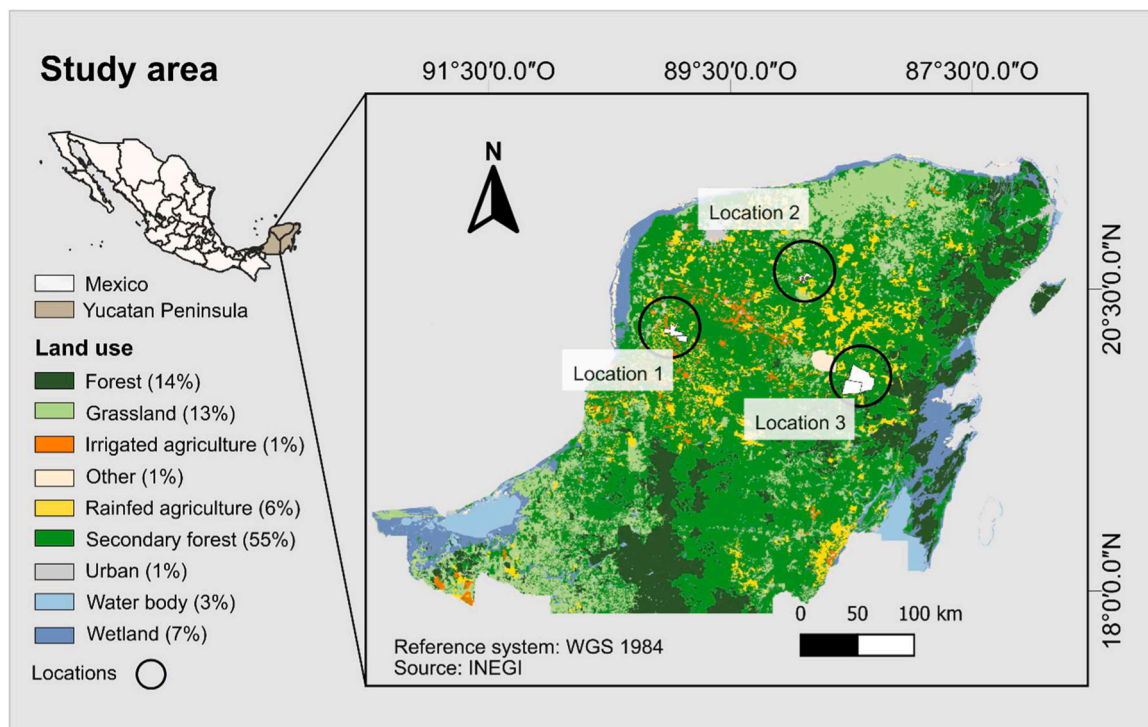 Study area
91°30'0.0"O
89°30'0.0"O
87°30'0.0"O
N
Location 2
20°30'0.0"N
Mexico
Yucatan Peninsula
Land use
Location 1
Forest (14%)
Grassland (13%)
Location 3
Irrigated agriculture (1%)
Other (1%)
Rainfed agriculture (6%)
Secondary forest (55%)
Urban (1%)
Water body (3%)
Wetland (7%)
Locations
18°0'0.0"N
0 50 100 km
Reference system: WGS 1984
Source: INEGI